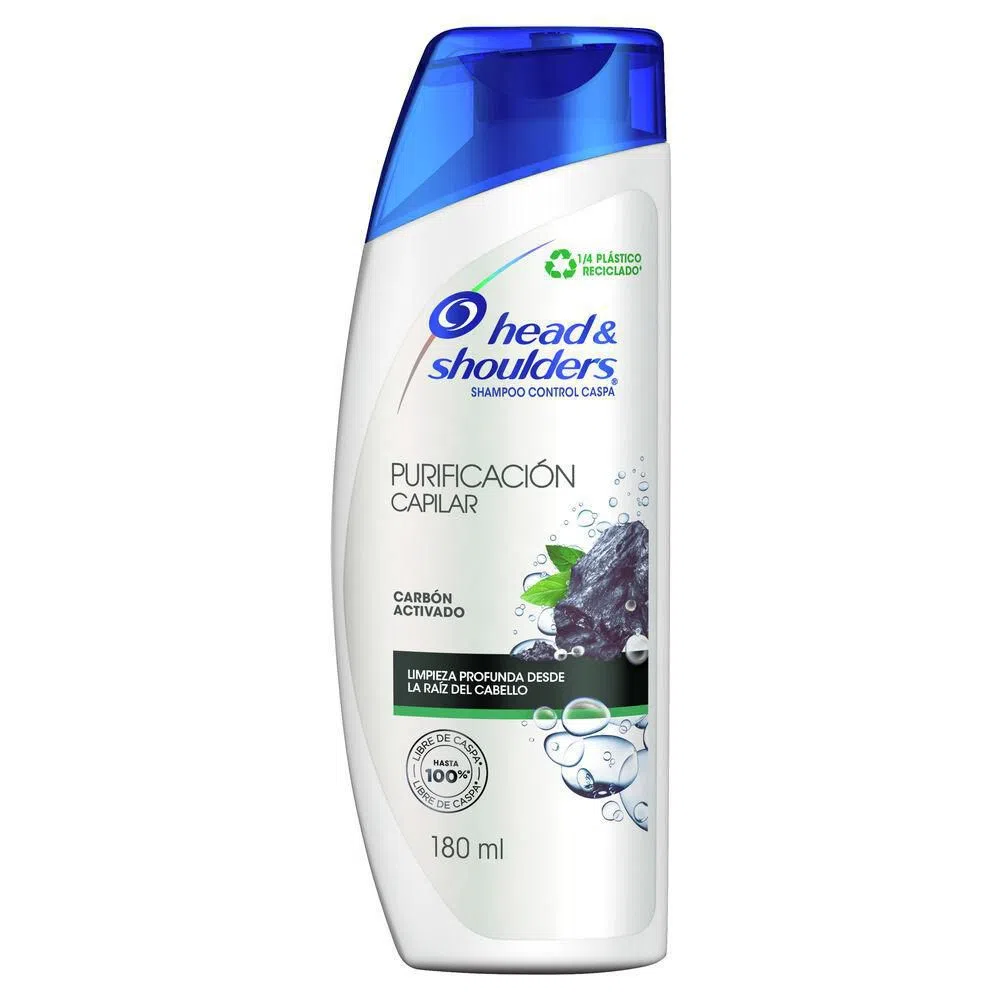 1/4 PLÁSTICO
RECICLADO*
head &
shoulders®
SHAMPOO CONTROL CASPA
PURIFICACIÓN
CAPILAR
CARBÓN
ACTIVADO
LIMPIEZA PROFUNDA DESDE
LA RAÍZ DEL CABELLO
LIBRE DE CASPA*
HASTA
100%*
LIBRE DE CASPA*
180 ml